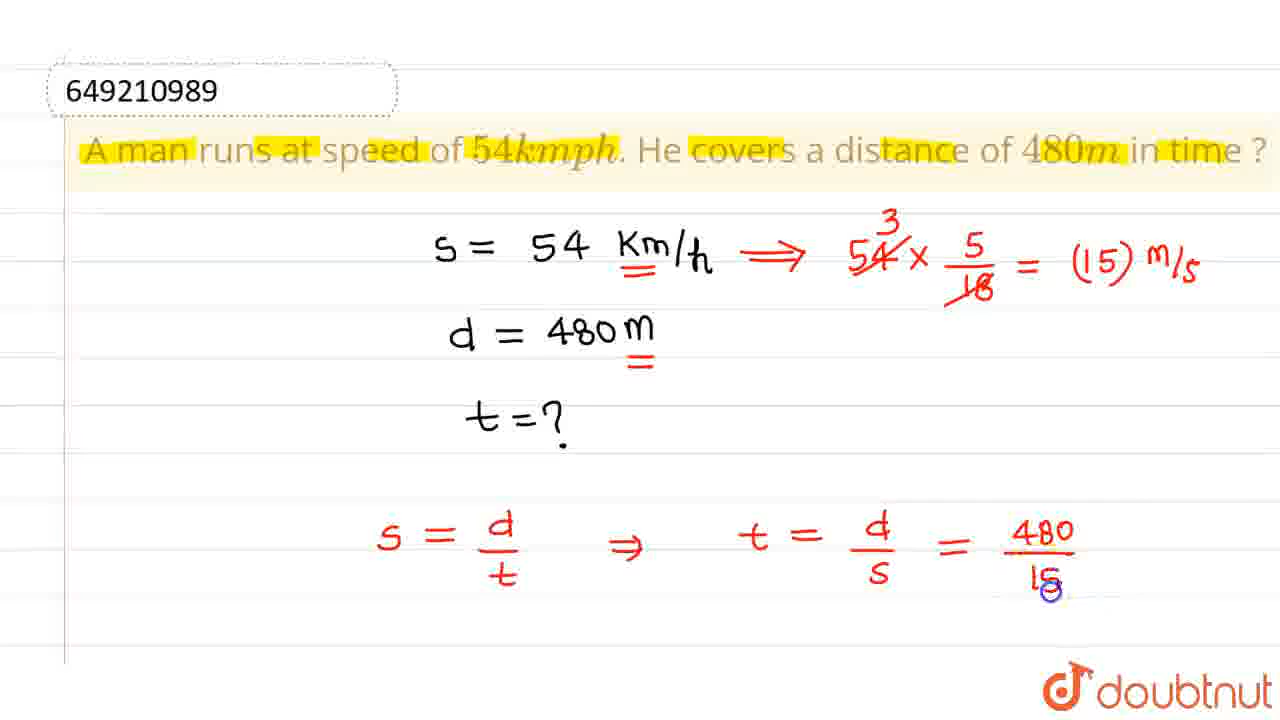 649210989
A man runs at speed of 54kmph. He covers a distance of 480m in time ?
s = 54 Km/h ⟹ 54 × 5/18 = (15) m/s
3
d = 480 m
t = ?
s = d/t ⇒ t = d/s = 480/15
doubtnut